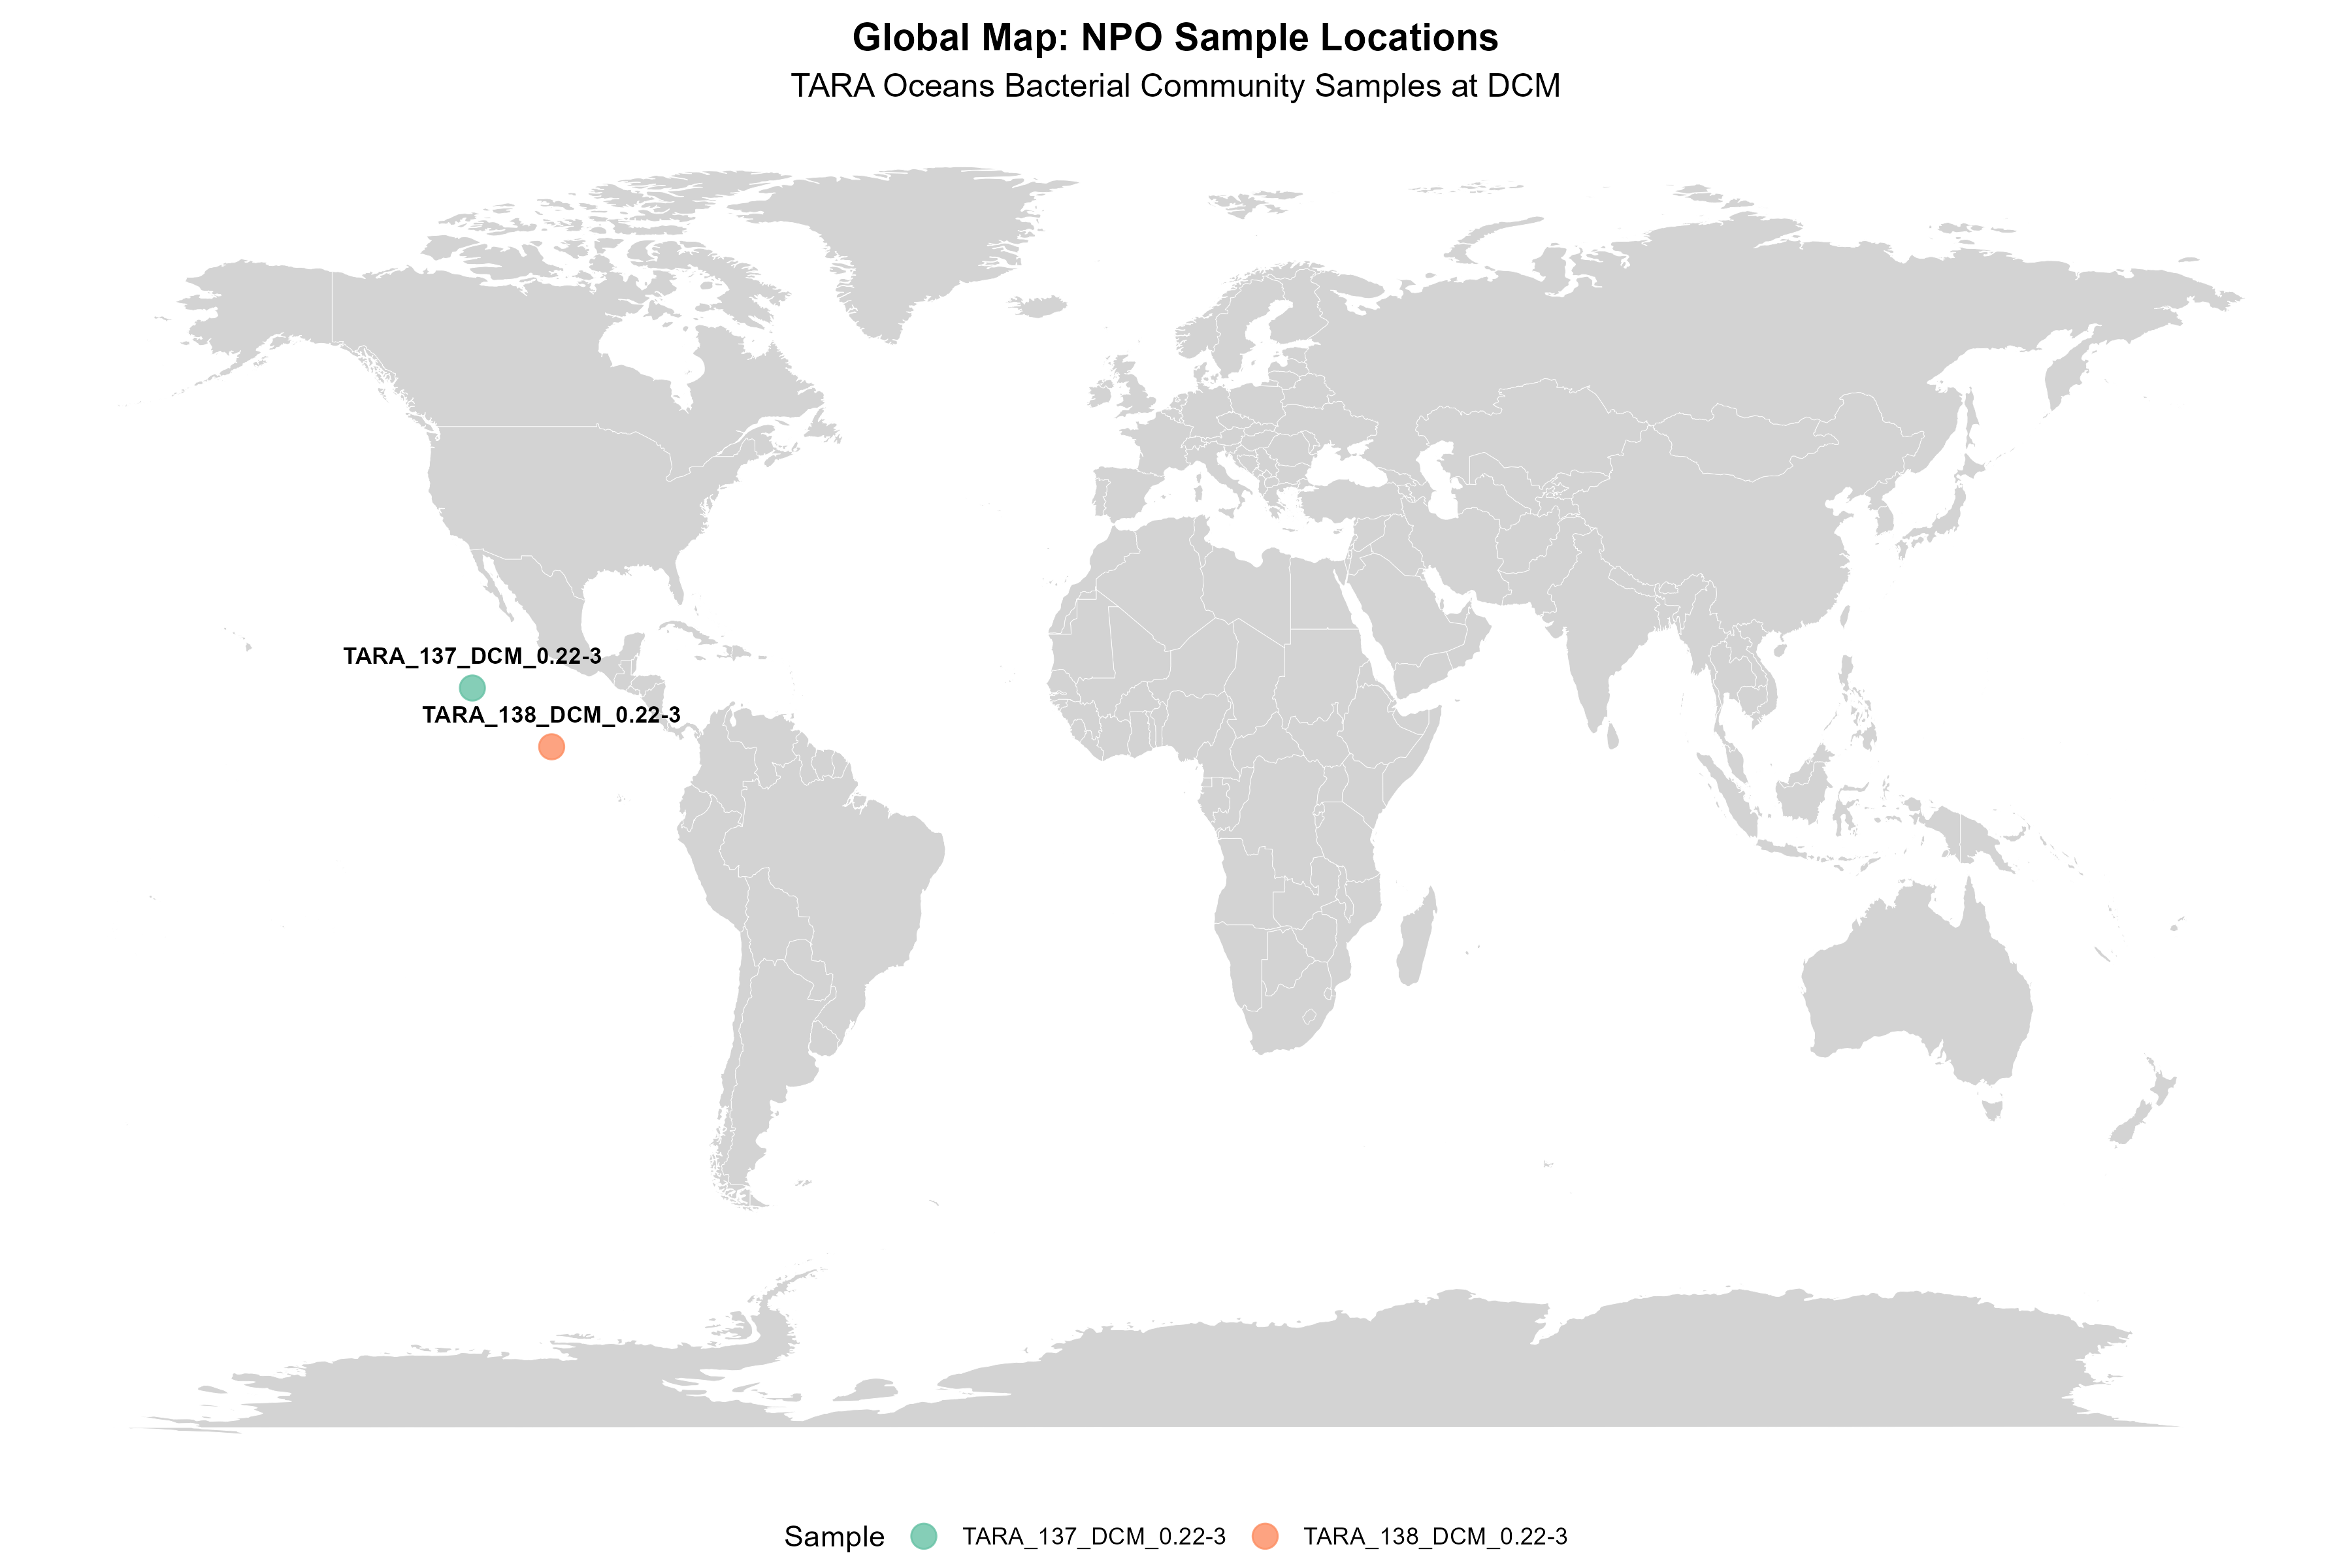 Global Map: NPO Sample Locations
TARA Oceans Bacterial Community Samples at DCM
TARA_137_DCM_0.22-3
TARA_138_DCM_0.22-3
Sample TARA_137_DCM_0.22-3 TARA_138_DCM_0.22-3